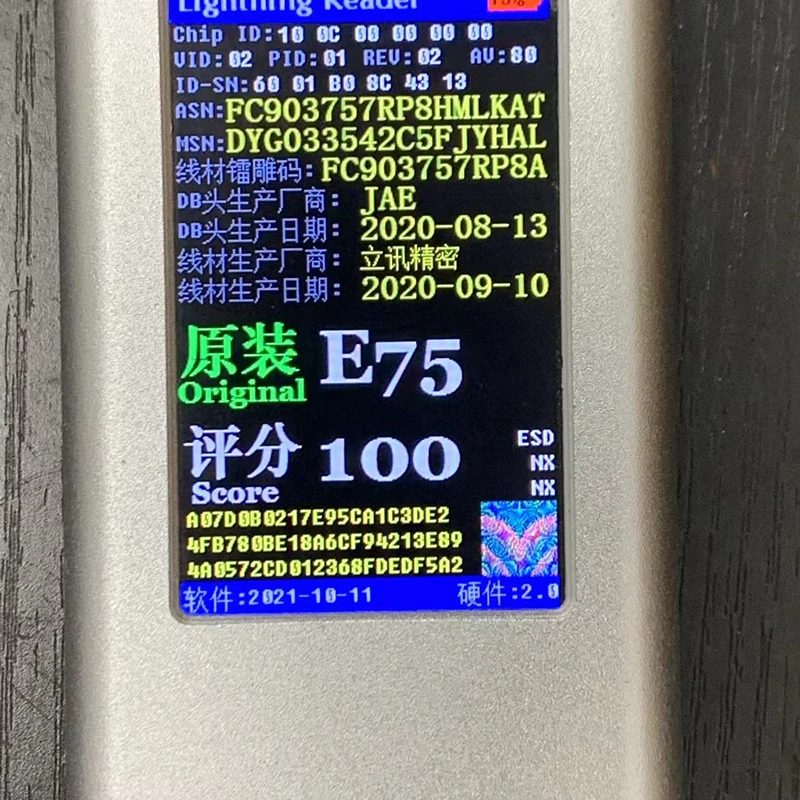 Lightning Reader 75%
Chip ID:10 0C 00 00 00 00
VID:02 PID:01 REV:02 AV:80
ID-SN:60 01 B0 8C 43 13
ASN:FC903757RP8HMLKAT
MSN:DYG033542C5FJYHAL
线材镭雕码:FC903757RP8A
DB头生产厂商: JAE
DB头生产日期: 2020-08-13
线材生产厂商: 立讯精密
线材生产日期: 2020-09-10
原装 E75
Original
评分 100 ESD
NX
Score NX
A07D0B0217E95CA1C3DE2
4FB780BE18A6CF94213E89
4A0572CD012368FDEDF5A2
软件:2021-10-11 硬件:2.0